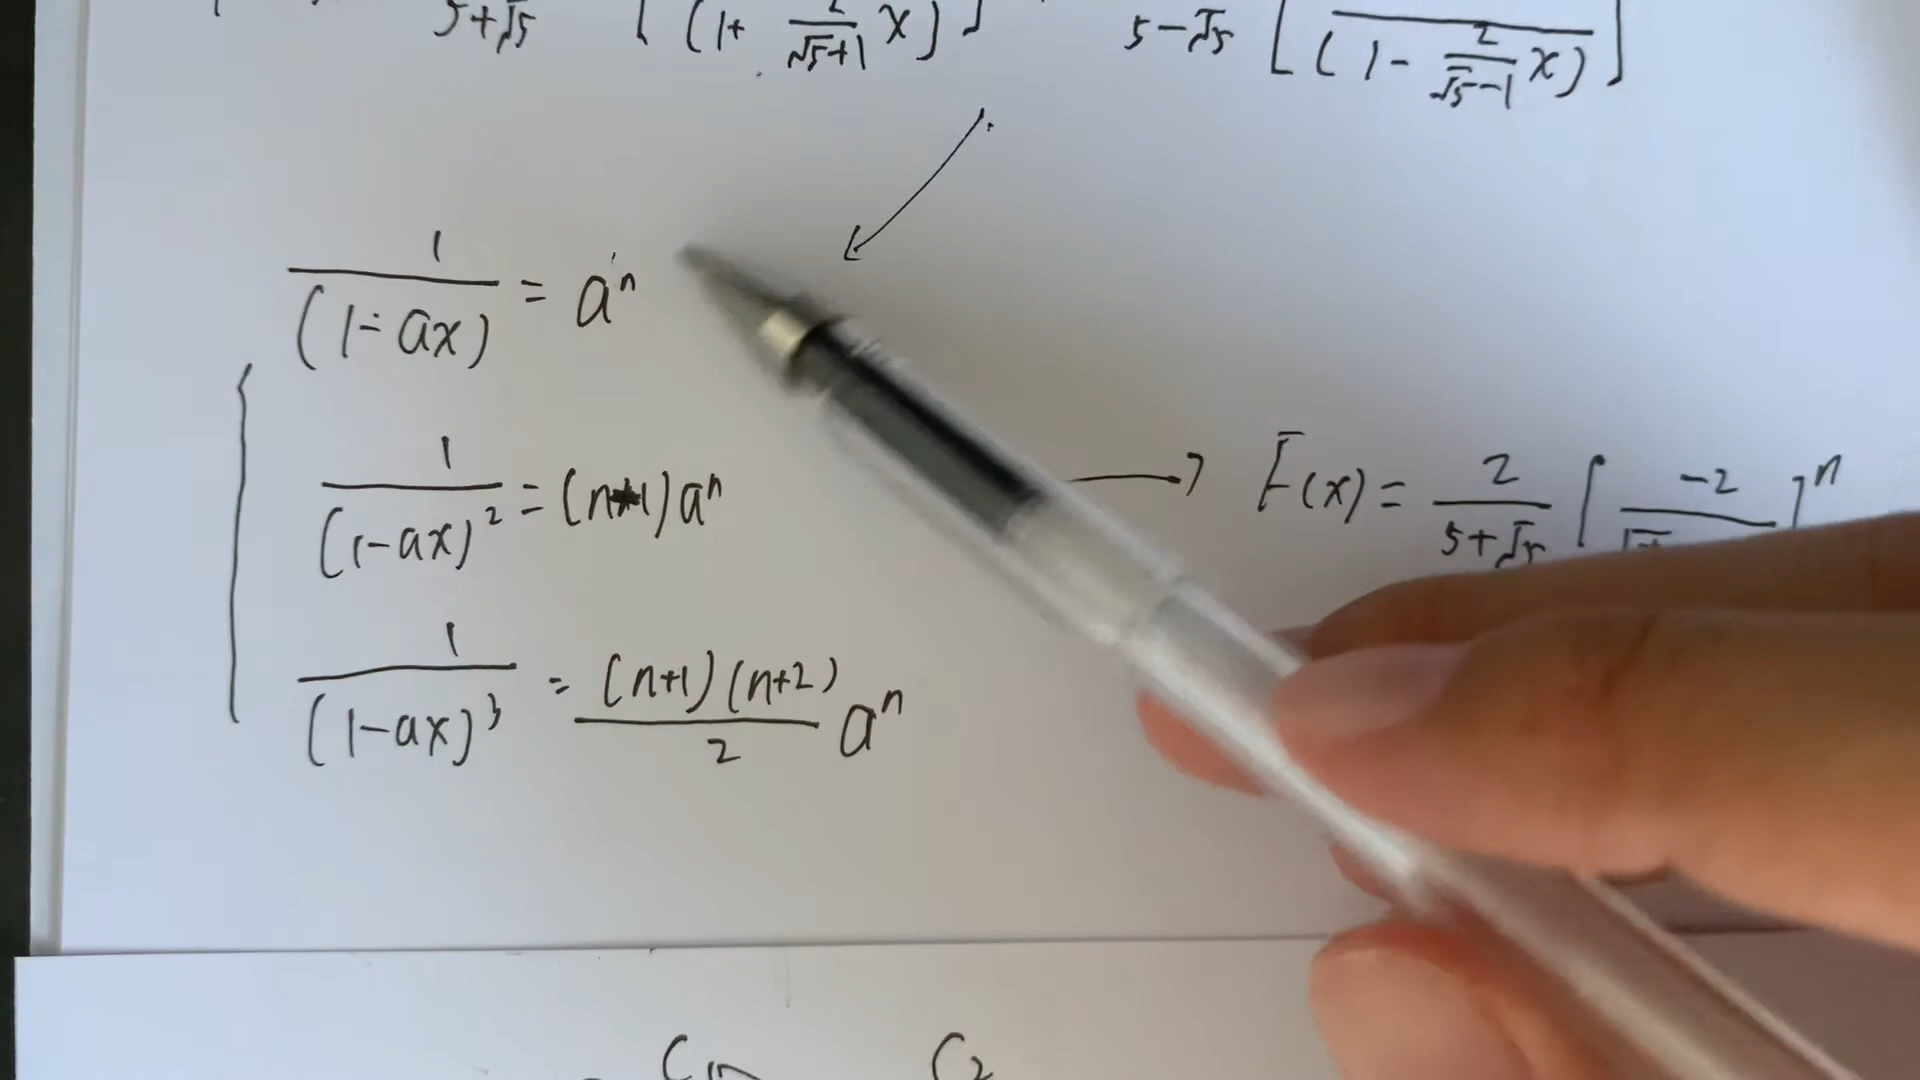 5+√5 [ (1+ 2/(√5+1) x) ] 5-√5 [ (1- 2/(√5-1) x) ]
1/(1-ax) = aⁿ
1/(1-ax)² = (n+1)aⁿ
→ F(x) = 2/(5+√5) [ -2/ ]ⁿ
1/(1-ax)³ = (n+1)(n+2)/2 aⁿ
C₂